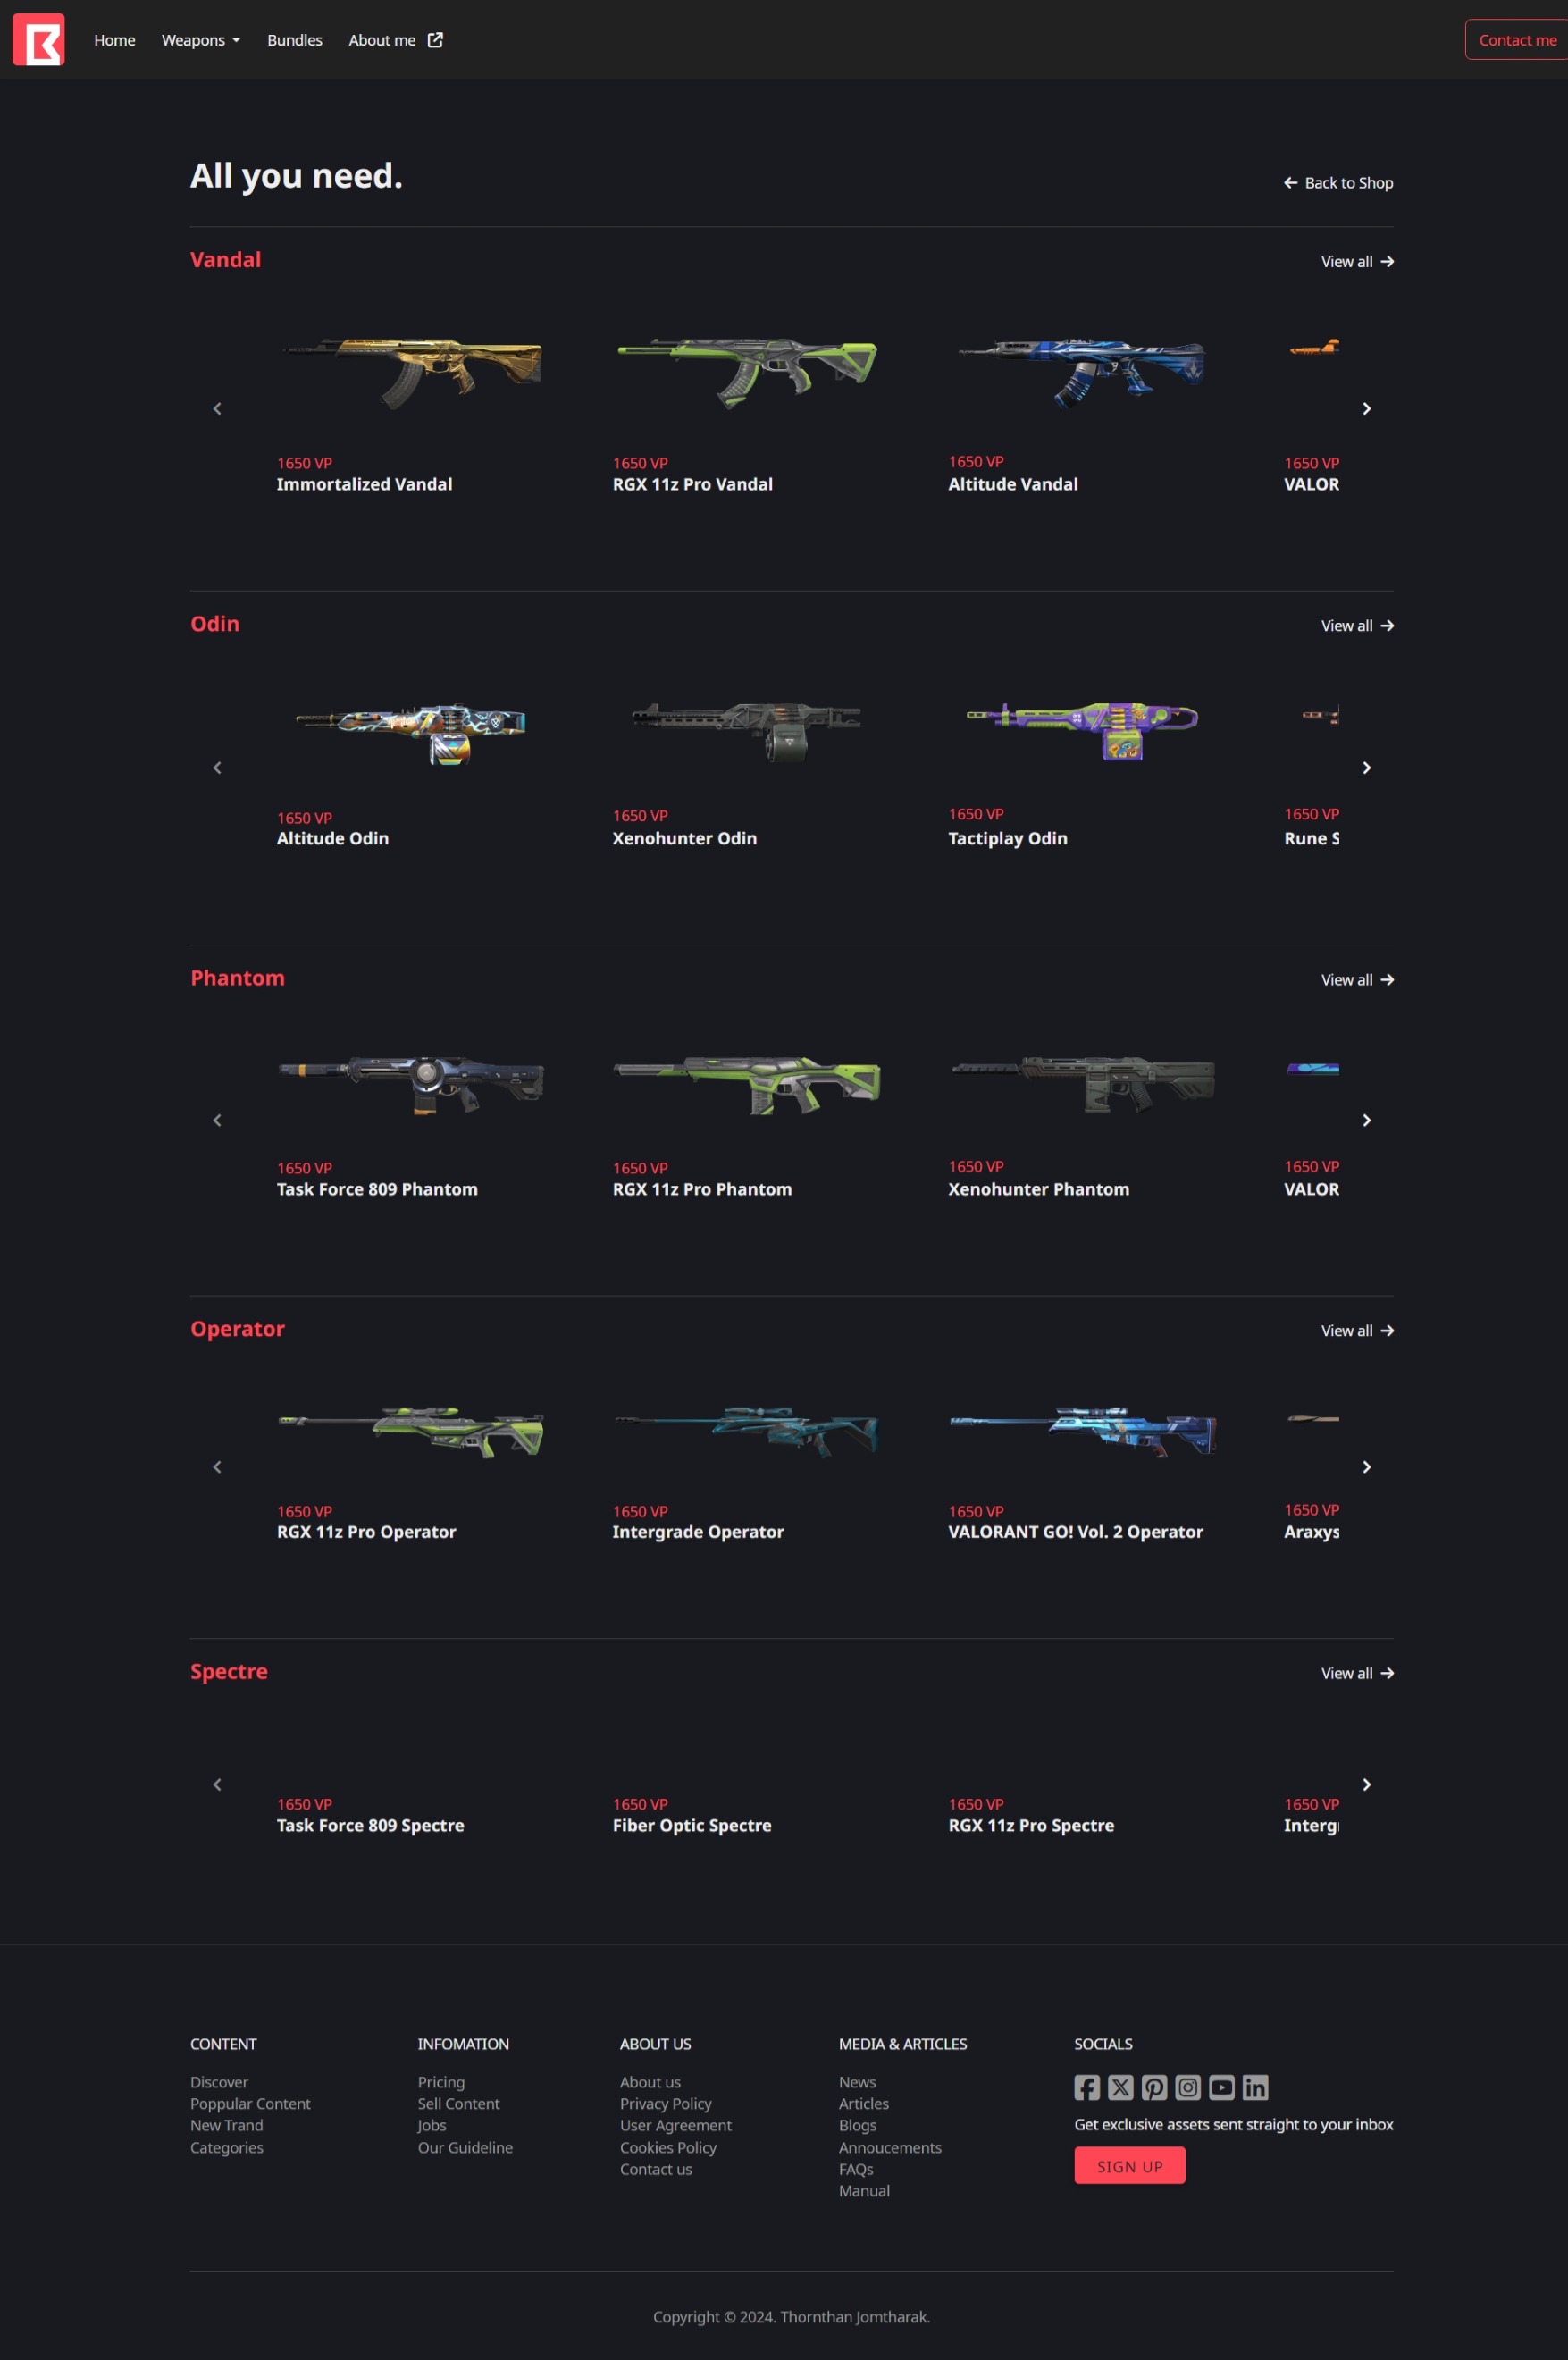 Home Weapons Bundles About me Contact me
All you need.
Back to Shop
Vandal View all
1650 VP 1650 VP 1650 VP 1650 VP
Immortalized Vandal RGX 11z Pro Vandal Altitude Vandal VALOR
Odin View all
1650 VP 1650 VP 1650 VP 1650 VP
Altitude Odin Xenohunter Odin Tactiplay Odin Rune S
Phantom View all
1650 VP 1650 VP 1650 VP 1650 VP
Task Force 809 Phantom RGX 11z Pro Phantom Xenohunter Phantom VALOR
Operator View all
1650 VP 1650 VP 1650 VP 1650 VP
RGX 11z Pro Operator Intergrade Operator VALORANT GO! Vol. 2 Operator Araxys
Spectre View all
1650 VP 1650 VP 1650 VP 1650 VP
Task Force 809 Spectre Fiber Optic Spectre RGX 11z Pro Spectre Interg
CONTENT
Discover
Poppular Content
New Trand
Categories
INFOMATION
Pricing
Sell Content
Jobs
Our Guideline
ABOUT US
About us
Privacy Policy
User Agreement
Cookies Policy
Contact us
MEDIA & ARTICLES
News
Articles
Blogs
Annoucements
FAQs
Manual
SOCIALS
Get exclusive assets sent straight to your inbox
SIGN UP
Copyright © 2024. Thornthan Jomtharak.